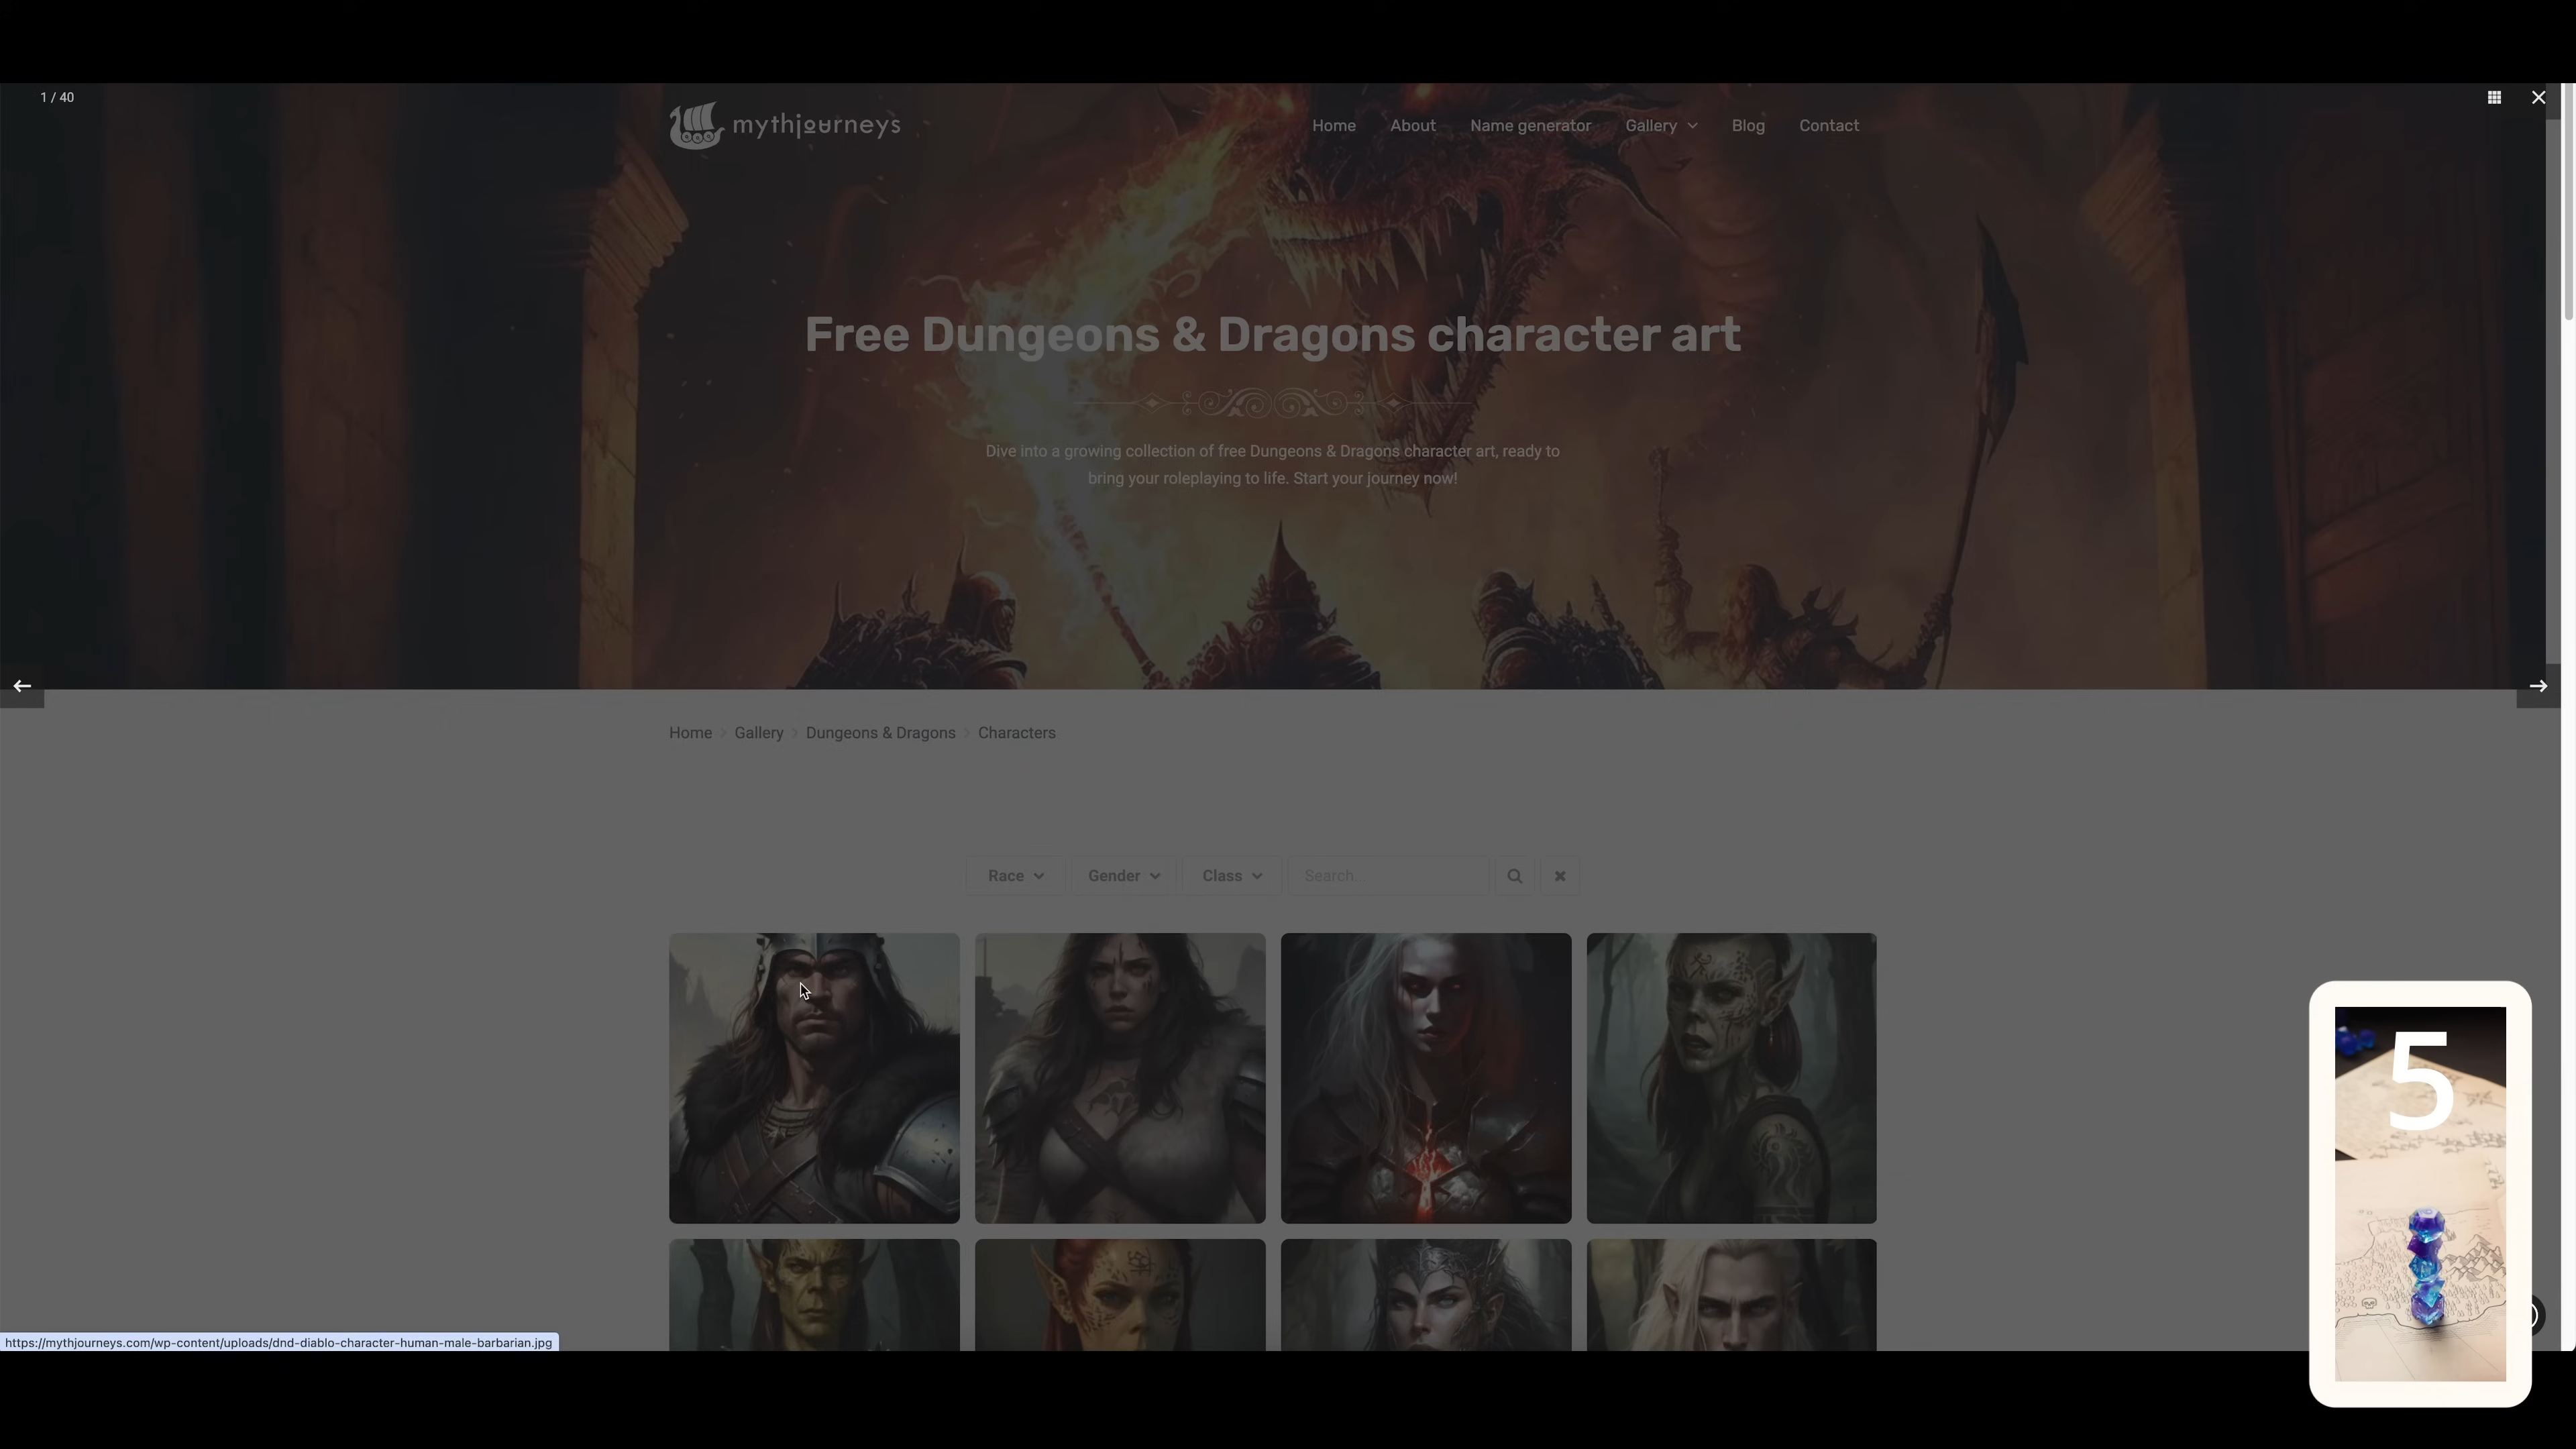 1 / 40
mythjourneys
Home About Name generator Gallery Blog Contact
Free Dungeons & Dragons character art
Dive into a growing collection of free Dungeons & Dragons character art, ready to
bring your roleplaying to life. Start your journey now!
Home Gallery Dungeons & Dragons Characters
Race Gender Class Search...
5
https://mythjourneys.com/wp-content/uploads/dnd-diablo-character-human-male-barbarian.jpg